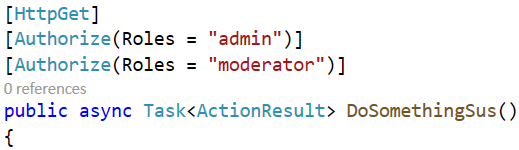 [HttpGet]
[Authorize(Roles = "admin")]
[Authorize(Roles = "moderator")]
0 references
public async Task<ActionResult> DoSomethingSus()
{